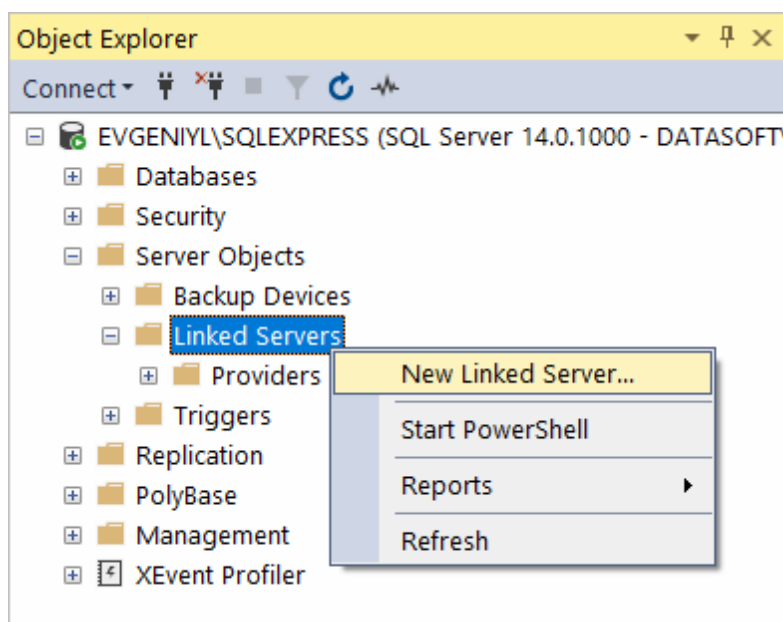 Object Explorer
Connect
EVGENIYL\SQLEXPRESS (SQL Server 14.0.1000 - DATASOFT
Databases
Security
Server Objects
Backup Devices
Linked Servers
Providers
Triggers
Replication
PolyBase
Management
XEvent Profiler
New Linked Server...
Start PowerShell
Reports
Refresh